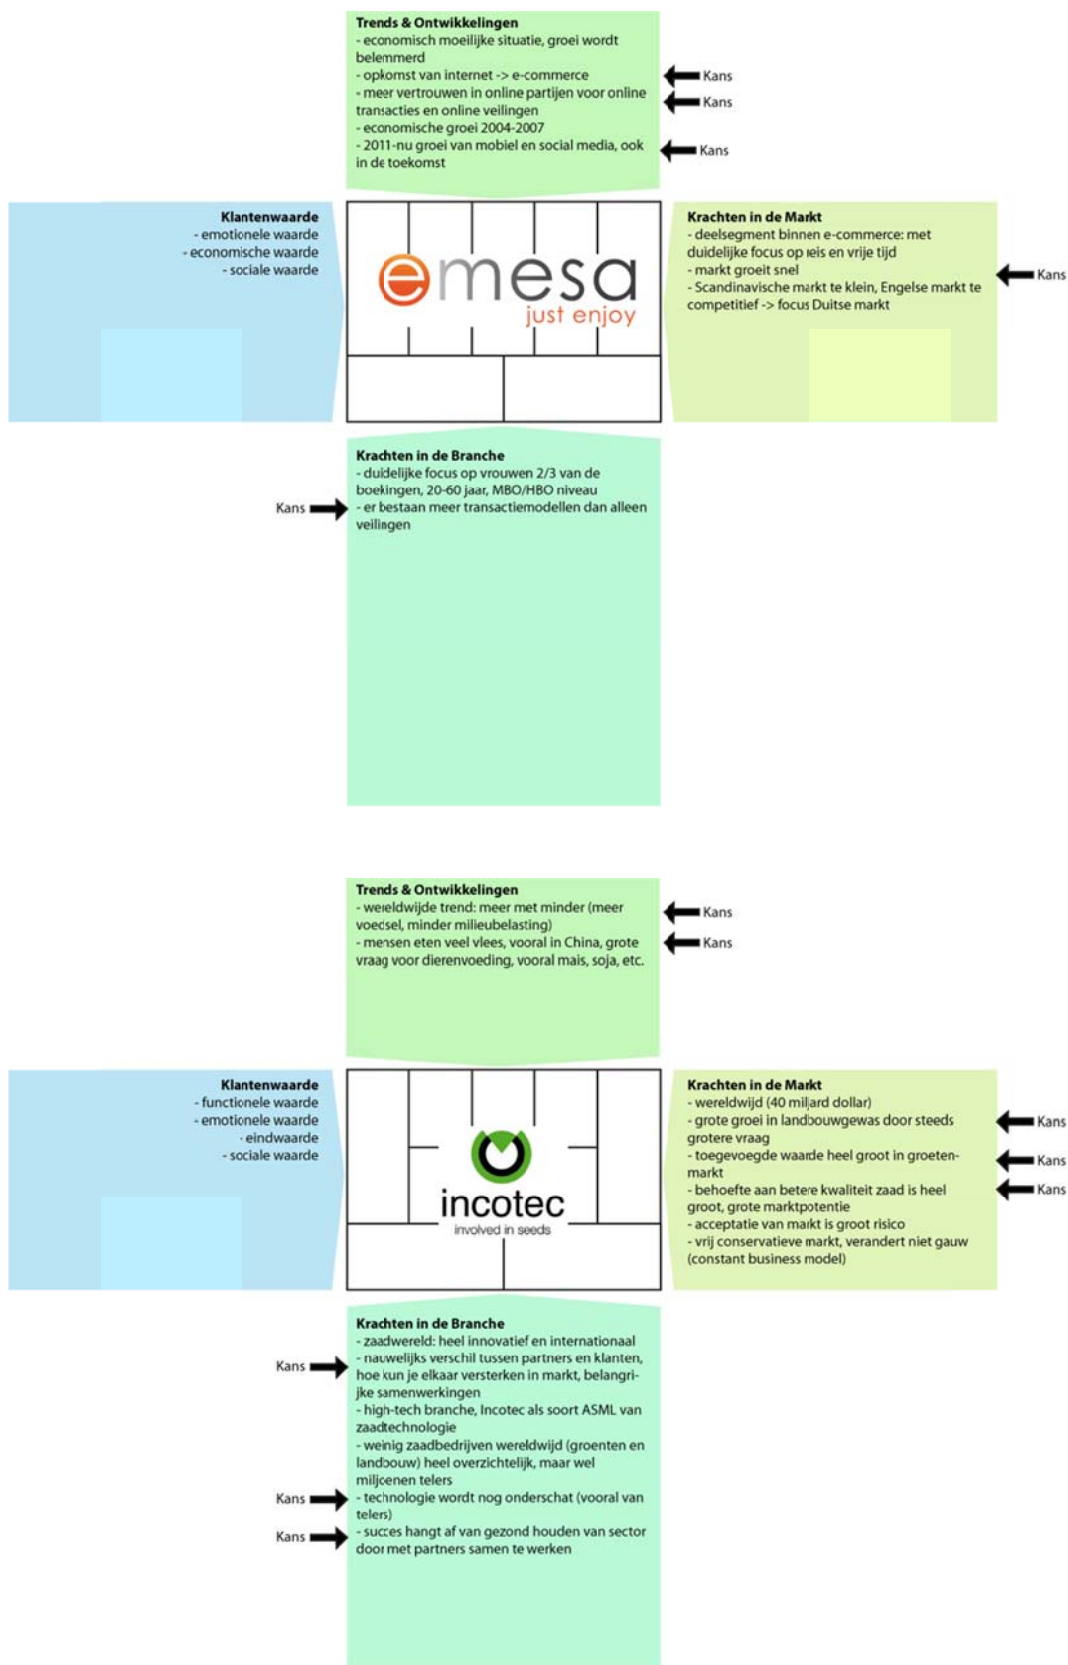 Trends & Ontwikkelingen
- economisch moeilijke situatie, groei wordt
belemmerd
- opkomst van internet -> e-commerce
Kans
- meer vertrouwen in online partijen voor online
Kans
transacties en online veilingen
- economische groei 2004-2007
- 2011-nu groei van mobiel en social media, ook
Kans
in de toekomst
Klantenwaarde
- emotionele waarde
- economische waarde
- sociale waarde
emesa
just enjoy
Krachten in de Markt
- deelsegment binnen e-commerce: met
duidelijke focus op reis en vrije tijd
- markt groeit snel
Kans
- Scandinavische markt te klein, Engelse markt te
competitief -> focus Duitse markt
Krachten in de Branche
- duidelijke focus op vrouwen 2/3 van de
boekingen, 20-60 jaar, MBO/HBO niveau
Kans
- er bestaan meer transactiemodellen dan alleen
veilingen
Trends & Ontwikkelingen
- wereldwijde trend: meer met minder (meer
Kans
voedsel, minder milieubelasting)
- mensen eten veel vlees, vooral in China, grote
Kans
vraag voor dierenvoeding, vooral mais, soja, etc.
Klantenwaarde
- functionele waarde
- emotionele waarde
- eindwaarde
- sociale waarde
incotec
involved in seeds
Krachten in de Markt
- wereldwijd (40 miljard dollar)
- grote groei in landbouwgewas door steeds
Kans
grotere vraag
- toegevoegde waarde heel groot in groeten-
Kans
markt
- behoefte aan betere kwaliteit zaad is heel
Kans
groot, grote marktpotentie
- acceptatie van markt is groot risico
- vrij conservatieve markt, verandert niet gauw
(constant business model)
Krachten in de Branche
- zaadwereld: heel innovatief en internationaal
Kans
- nauwelijks verschil tussen partners en klanten,
hoe kun je elkaar versterken in markt, belangri-
jke samenwerkingen
- high-tech branche, Incotec als soort ASML van
zaadtechnologie
- weinig zaadbedrijven wereldwijd (groenten en
landbouw) heel overzichtelijk, maar wel
miljoenen telers
Kans
- technologie wordt nog onderschat (vooral van
telers)
Kans
- succes hangt af van gezond houden van sector
door met partners samen te werken